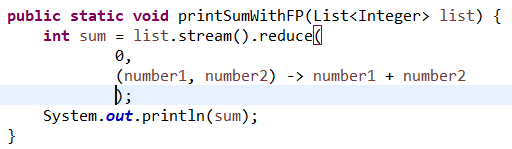 public static void printSumWithFP(List<Integer> list) {
int sum = list.stream().reduce(
0,
(number1, number2) -> number1 + number2
);
System.out.println(sum);
}